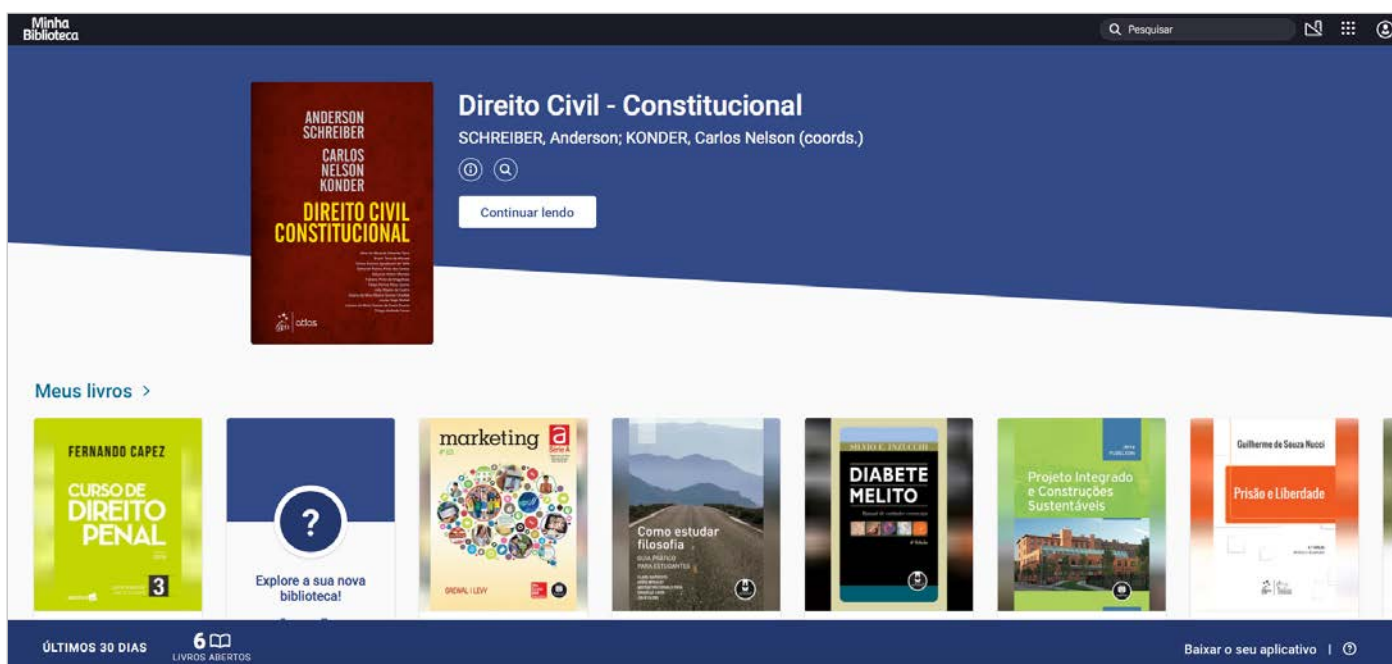 Minha
Biblioteca
Pesquisar
ANDERSON
SCHREIBER
CARLOS
NELSON
KONDER
DIREITO CIVIL
CONSTITUCIONAL
atlas
Direito Civil - Constitucional
SCHREIBER, Anderson; KONDER, Carlos Nelson (coords.)
Continuar lendo
Meus livros >
FERNANDO CAPEZ
CURSO DE
DIREITO
PENAL
3
?
Explore a sua nova
biblioteca!
marketing
a
Série A
GREWAL | LEVY
Como estudar
filosofia
GUIA PRÁTICO
PARA ESTUDANTES
SILVIO E. INZUCCHI
DIABETE
MELITO
Projeto Integrado
e Construções
Sustentáveis
Guilherme de Souza Nucci
Prisão e Liberdade
ÚLTIMOS 30 DIAS
6
LIVROS ABERTOS
Baixar o seu aplicativo |